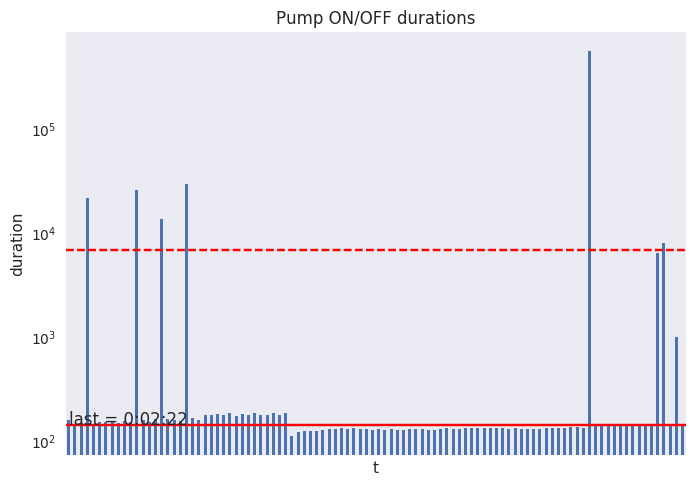 Pump ON/OFF durations
duration
10⁵
10⁴
10³
10²
last = 0:02:22
t